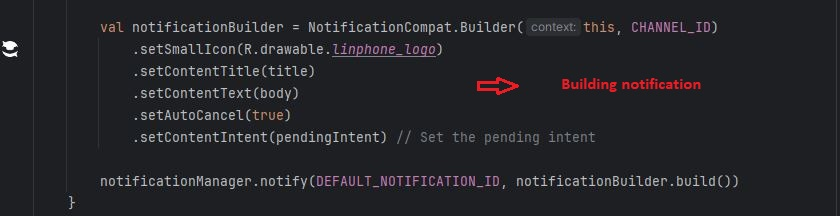 val notificationBuilder = NotificationCompat.Builder( context: this, CHANNEL_ID)
.setSmallIcon(R.drawable.linphone_logo)
.setContentTitle(title)
.setContentText(body)
Building notification
.setAutoCancel(true)
.setContentIntent(pendingIntent) // Set the pending intent
notificationManager.notify(DEFAULT_NOTIFICATION_ID, notificationBuilder.build())
}